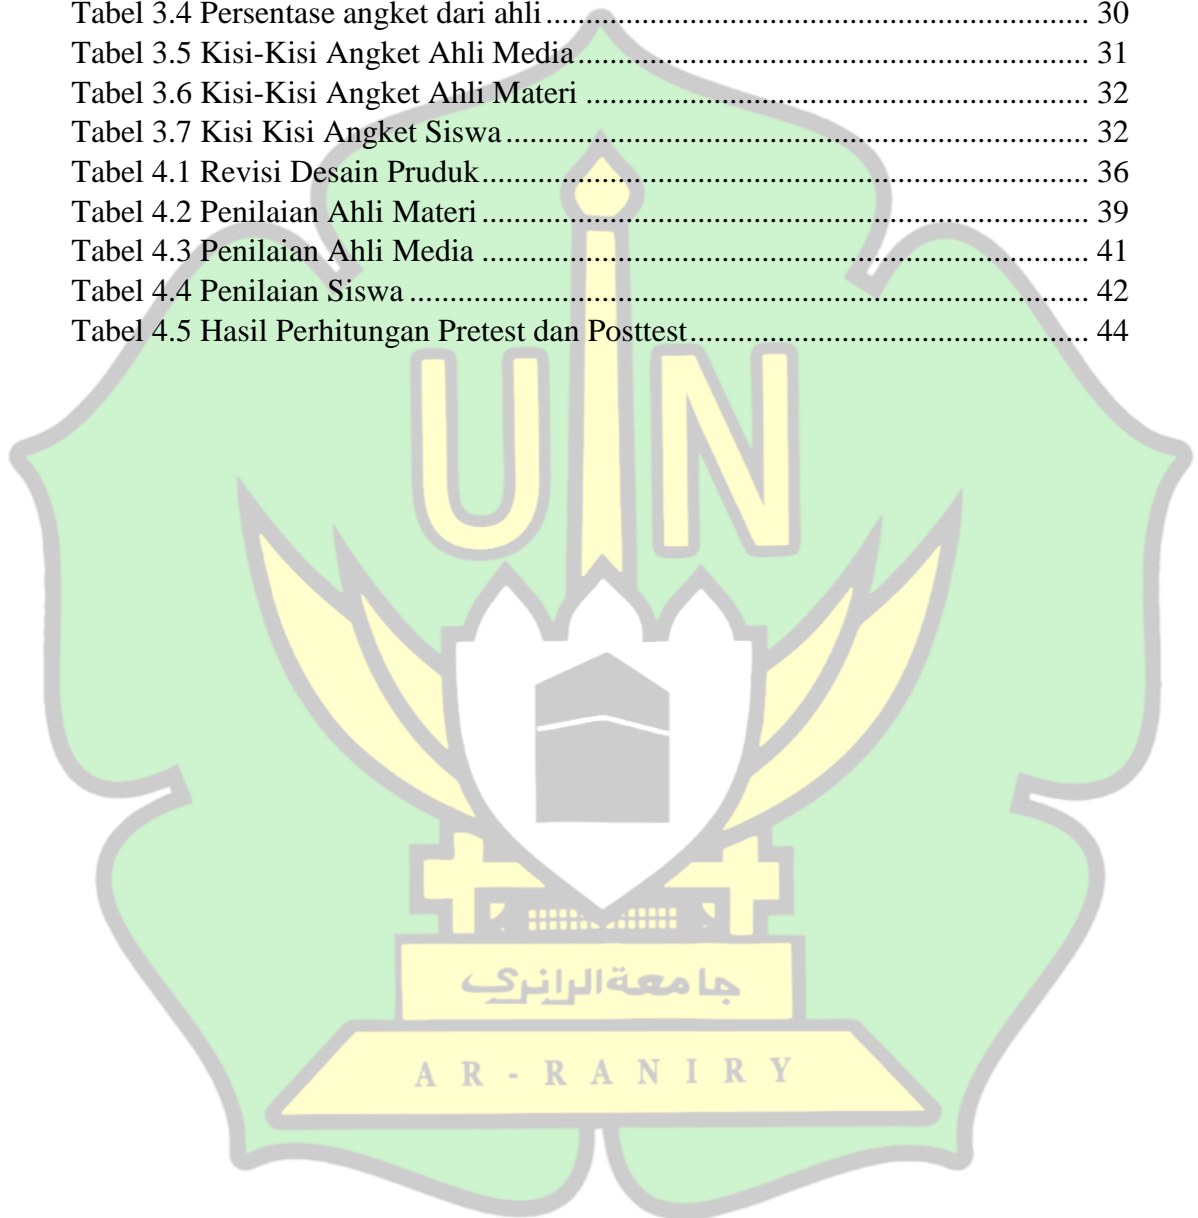 Tabel 3.4 Persentase angket dari ahli .................................................................. 30
Tabel 3.5 Kisi-Kisi Angket Ahli Media .............................................................. 31
Tabel 3.6 Kisi-Kisi Angket Ahli Materi ............................................................. 32
Tabel 3.7 Kisi Kisi Angket Siswa ....................................................................... 32
Tabel 4.1 Revisi Desain Pruduk .......................................................................... 36
Tabel 4.2 Penilaian Ahli Materi .......................................................................... 39
Tabel 4.3 Penilaian Ahli Media .......................................................................... 41
Tabel 4.4 Penilaian Siswa ................................................................................... 42
Tabel 4.5 Hasil Perhitungan Pretest dan Posttest ................................................ 44
UIN
جامعة الرانري
AR-RANIRY